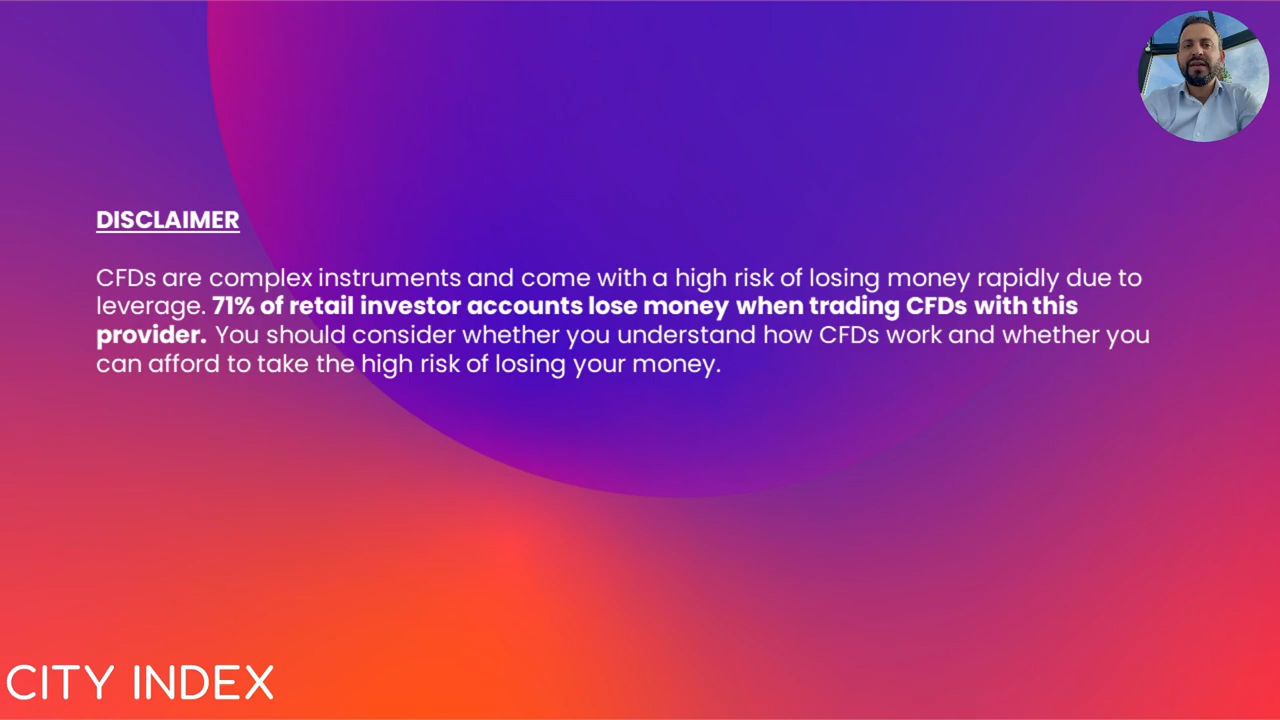 DISCLAIMER
CFDs are complex instruments and come with a high risk of losing money rapidly due to
leverage. 71% of retail investor accounts lose money when trading CFDs with this
provider. You should consider whether you understand how CFDs work and whether you
can afford to take the high risk of losing your money.
CITY INDEX